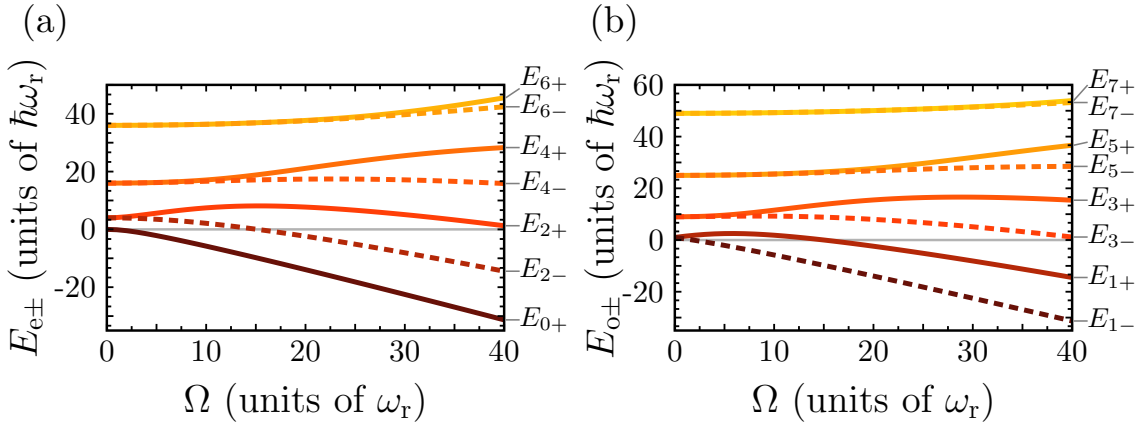 (a)
E_{e±} (units of ħω_r)
40
20
0
-20
0
10
20
30
40
Ω (units of ω_r)
E_{6+}
E_{6−}
E_{4+}
E_{4−}
E_{2+}
E_{2−}
E_{0+}
(b)
E_{o±} (units of ħω_r)
60
40
20
0
-20
0
10
20
30
40
Ω (units of ω_r)
E_{7+}
E_{7−}
E_{5+}
E_{5−}
E_{3+}
E_{3−}
E_{1+}
E_{1−}